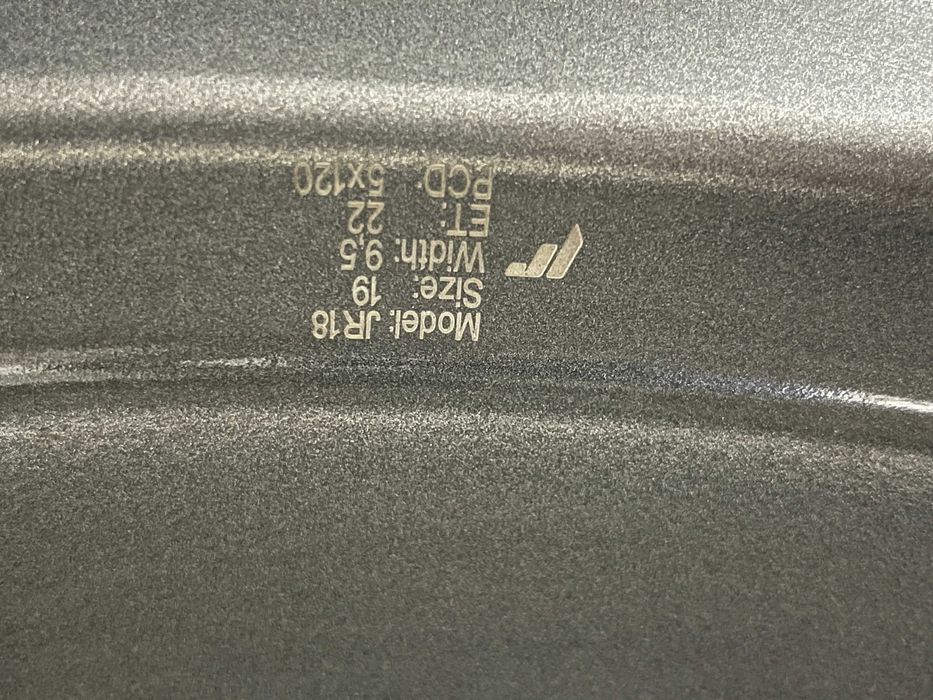 Model: JR18
Size: 19
Width: 9,5
ET: 22
PCD: 5x120